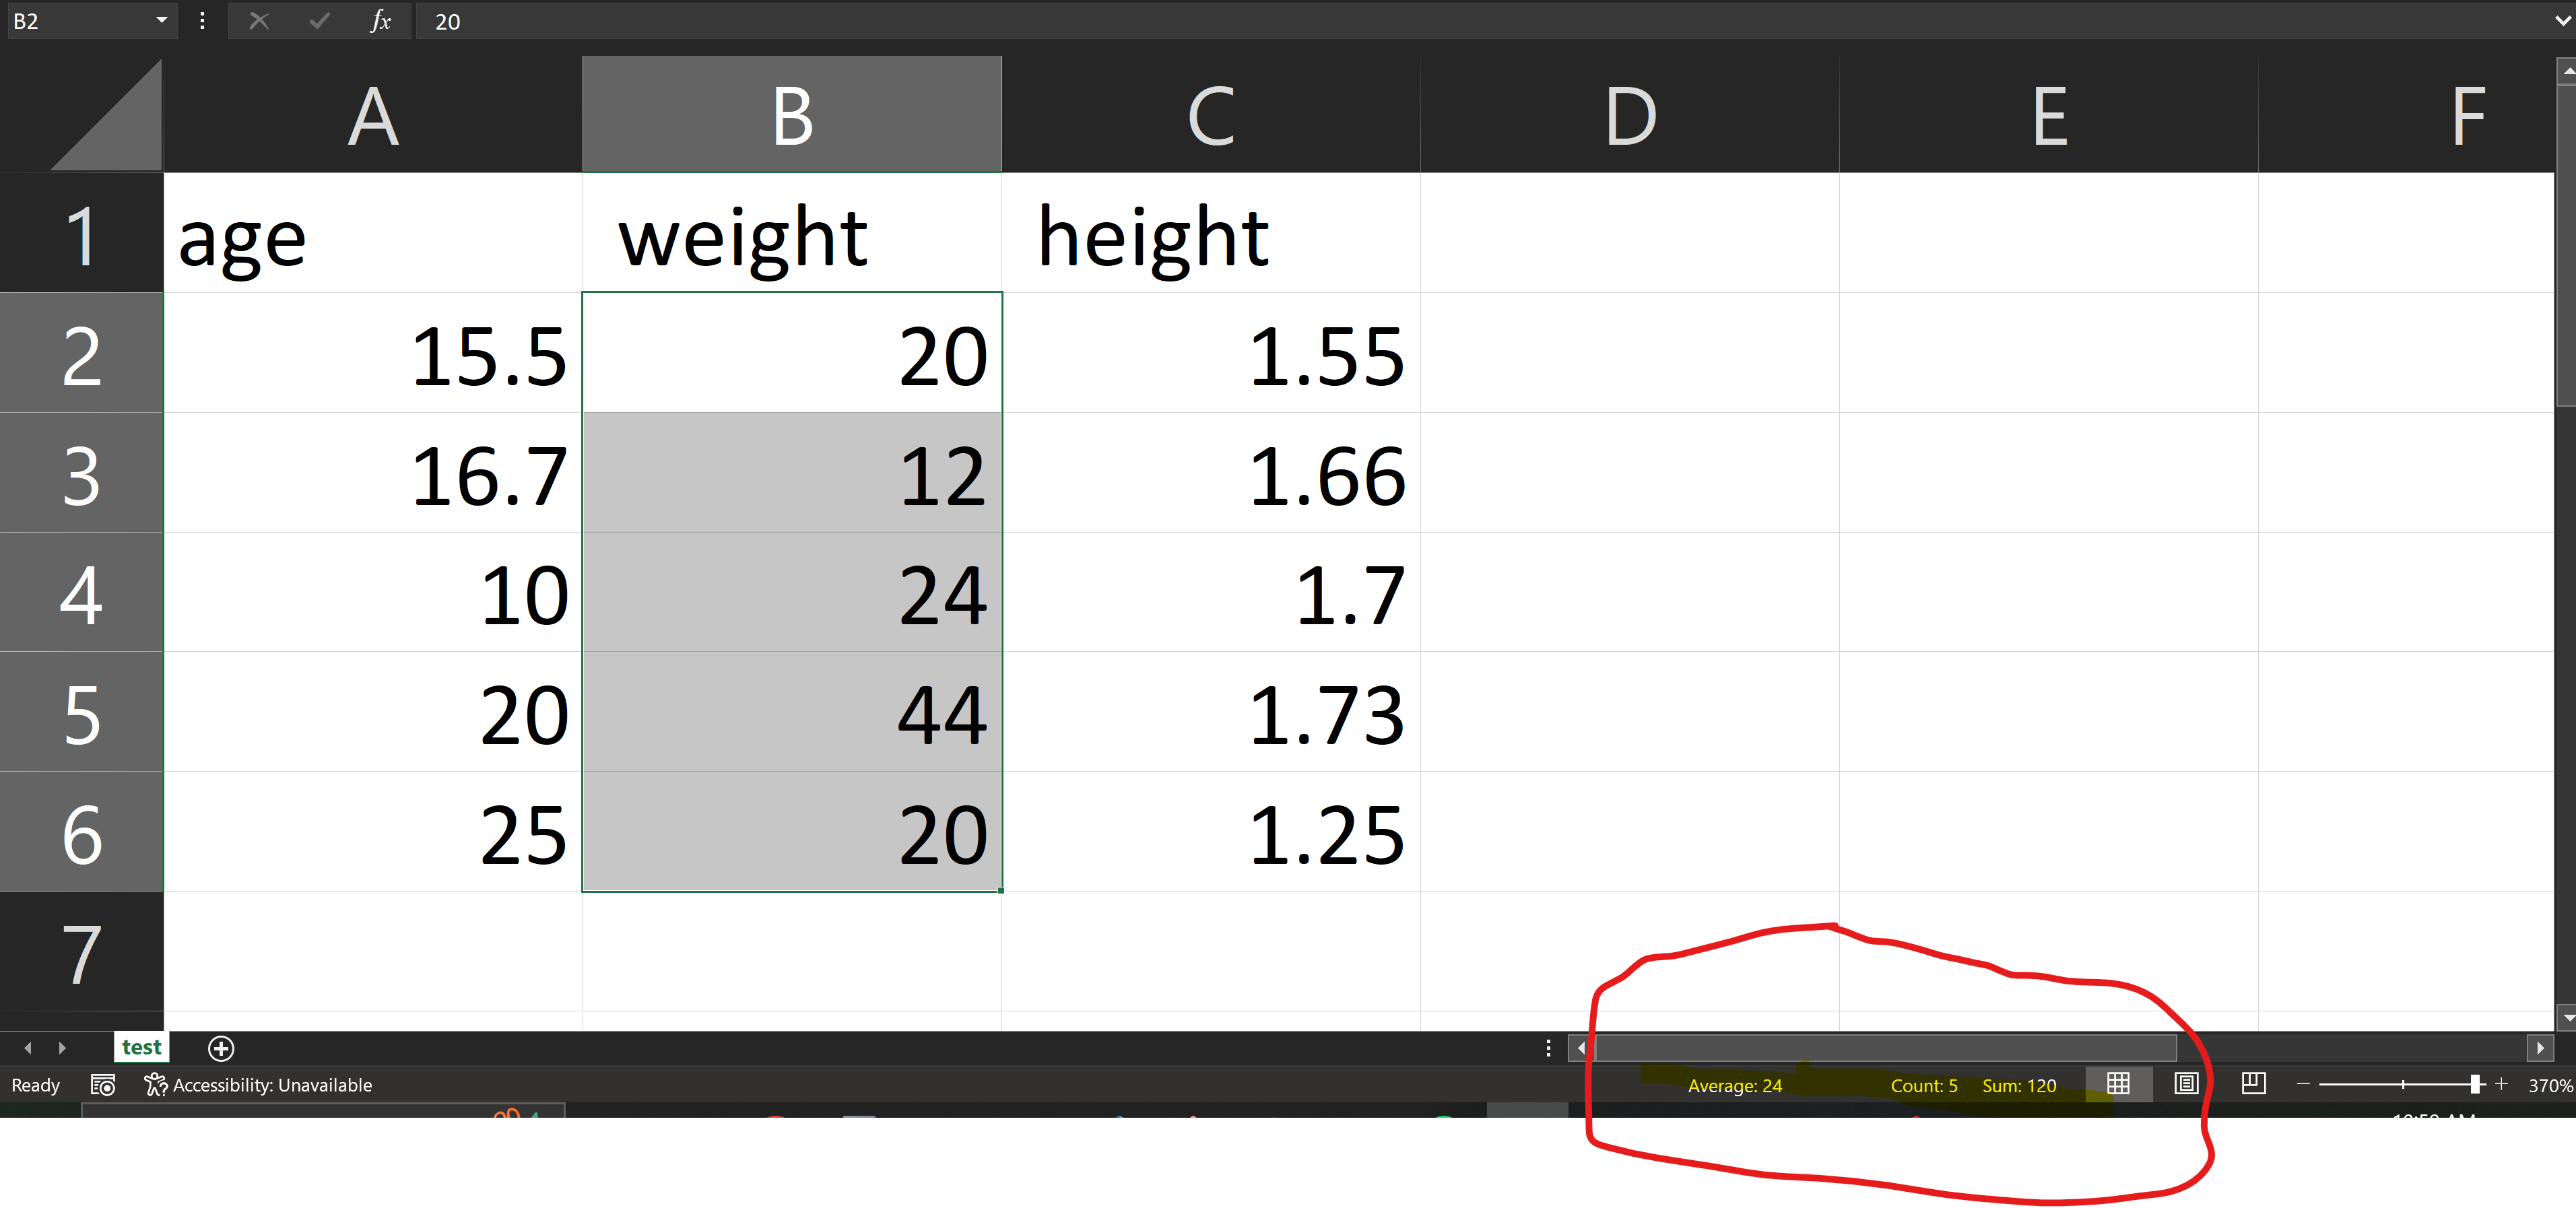 B2 fx 20
A B C D E F
1 age weight height
2 15.5 20 1.55
3 16.7 12 1.66
4 10 24 1.7
5 20 44 1.73
6 25 20 1.25
7
test
Ready Accessibility: Unavailable Average: 24 Count: 5 Sum: 120 370%